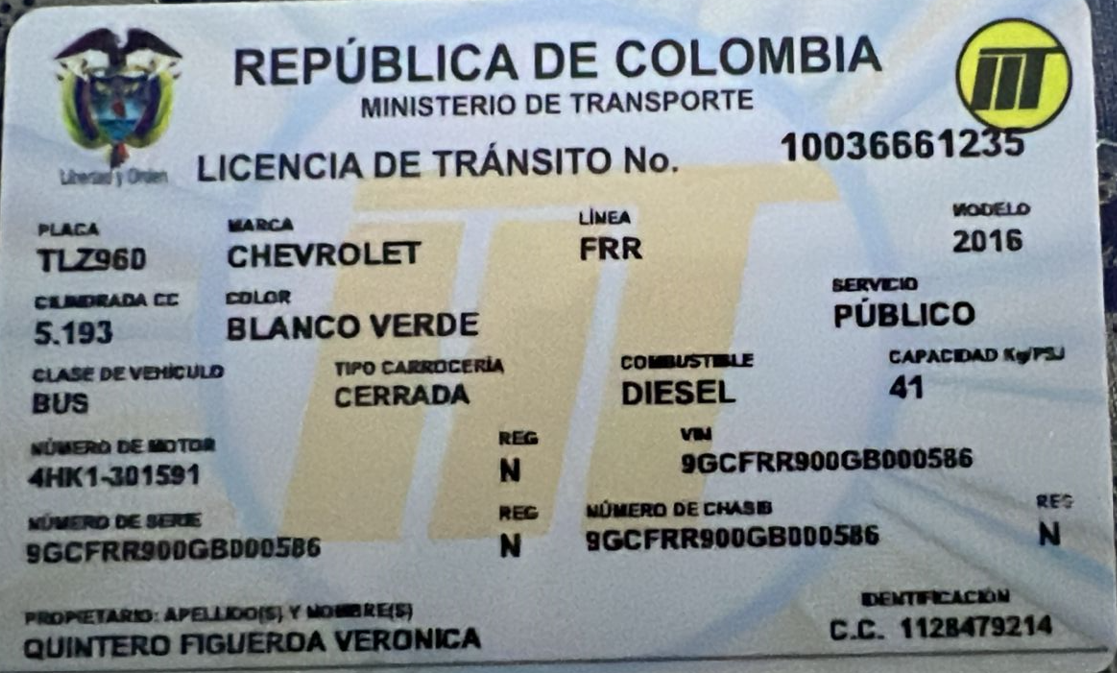 REPÚBLICA DE COLOMBIA
MINISTERIO DE TRANSPORTE
Libertad y Orden
LICENCIA DE TRÁNSITO No. 10036661235
PLACA MARCA LÍNEA MODELO
TLZ960 CHEVROLET FRR 2016
CILINDRADA CC COLOR SERVICIO
5.193 BLANCO VERDE PÚBLICO
CLASE DE VEHÍCULO TIPO CARROCERÍA COMBUSTIBLE CAPACIDAD Kg/PSJ
BUS CERRADA DIESEL 41
NÚMERO DE MOTOR REG VIN
4HK1-301591 N 9GCFRR900GB000586
NÚMERO DE SERIE REG NÚMERO DE CHASIS REG
9GCFRR900GB000586 N 9GCFRR900GB000586 N
PROPIETARIO: APELLIDO(S) Y NOMBRE(S) IDENTIFICACIÓN
QUINTERO FIGUEROA VERONICA C.C. 1128479214